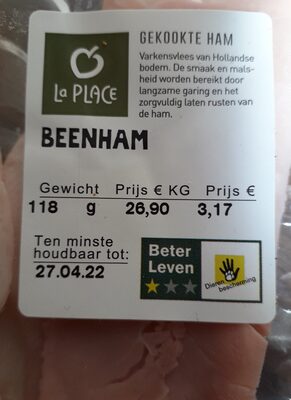 La PLACE
GEKOOKTE HAM
Varkensvlees van Hollandse
bodem. De smaak en mals-
heid worden bereikt door
langzame garing en het
zorgvuldig laten rusten van
de ham.
BEENHAM
Gewicht Prijs € KG Prijs €
118 g 26,90 3,17
Ten minste
houdbaar tot:
27.04.22
Beter
Leven
Dieren
bescherming